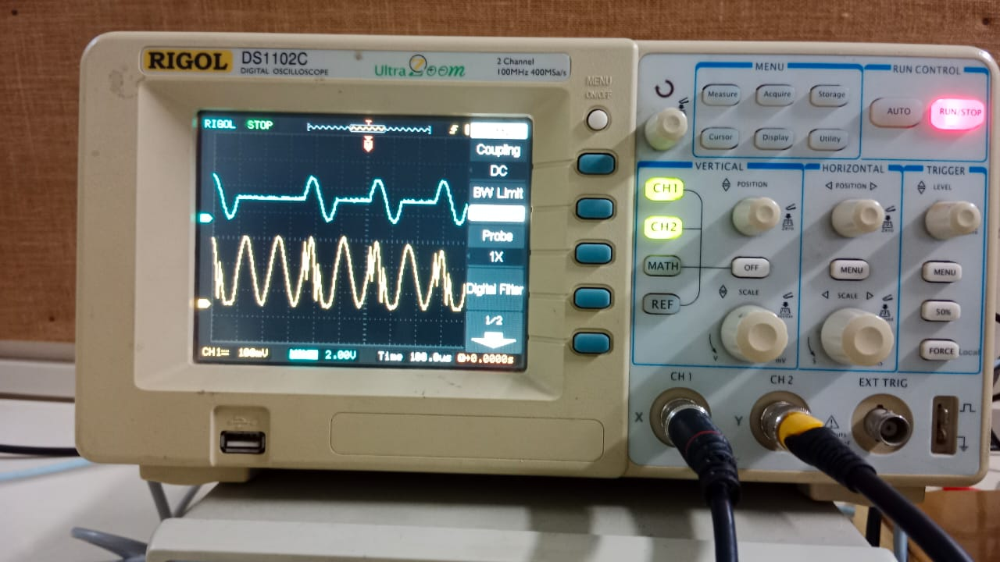 RIGOL DS1102C
DIGITAL OSCILLOSCOPE
Ultra Zoom
2 Channel
100MHz 400MSa/s
MENU
ON/OFF
RIGOL STOP
Coupling
DC
BW Limit
Probe
1X
Digital Filter
1/2
CH1 100mV 2.00V Time 100.0us +0.0000s
MENU
Measure Acquire Storage
Cursor Display Utility
RUN CONTROL
AUTO RUN/STOP
VERTICAL
POSITION
CH1
CH2
MATH
REF
OFF
SCALE
V mV
HORIZONTAL
POSITION
MENU
SCALE
TRIGGER
LEVEL
MENU
50%
FORCE Local
CH 1 CH 2 EXT TRIG
X Y